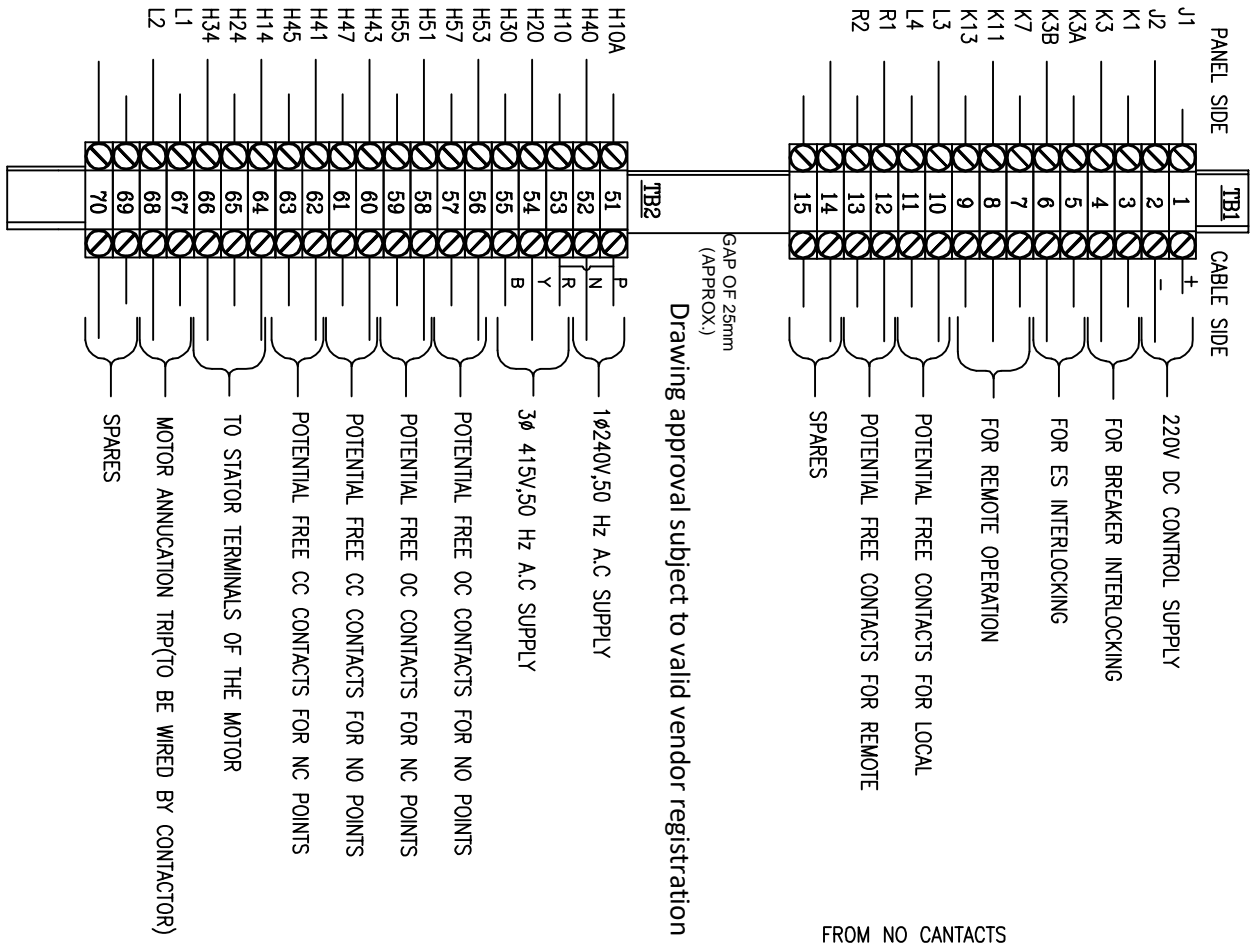 PANEL SIDE TB1 CABLE SIDE
J1 1 +
J2 2 -
220V DC CONTROL SUPPLY
K1 3
K3 4
FOR BREAKER INTERLOCKING
K3A 5
K3B 6
FOR ES INTERLOCKING
K7 7
K11 8
K13 9
FOR REMOTE OPERATION
L3 10
L4 11
POTENTIAL FREE CONTACTS FOR LOCAL
R1 12
R2 13
POTENTIAL FREE CONTACTS FOR REMOTE
14
15
SPARES
GAP OF 25mm
(APPROX.)
Drawing approval subject to valid vendor registration
TB2
H10A 51 P
H40 52 N
1ø240V,50 Hz A.C SUPPLY
H10 53 R
H20 54 Y
H30 55 B
3ø 415V,50 Hz A.C SUPPLY
H53 56
H57 57
POTENTIAL FREE OC CONTACTS FOR NO POINTS
H51 58
H55 59
POTENTIAL FREE OC CONTACTS FOR NC POINTS
H43 60
H47 61
POTENTIAL FREE CC CONTACTS FOR NO POINTS
H41 62
H45 63
POTENTIAL FREE CC CONTACTS FOR NC POINTS
H14 64
H24 65
H34 66
TO STATOR TERMINALS OF THE MOTOR
L1 67
L2 68
MOTOR ANNUCATION TRIP(TO BE WIRED BY CONTACTOR)
69
70
SPARES
FROM NO CANTACTS